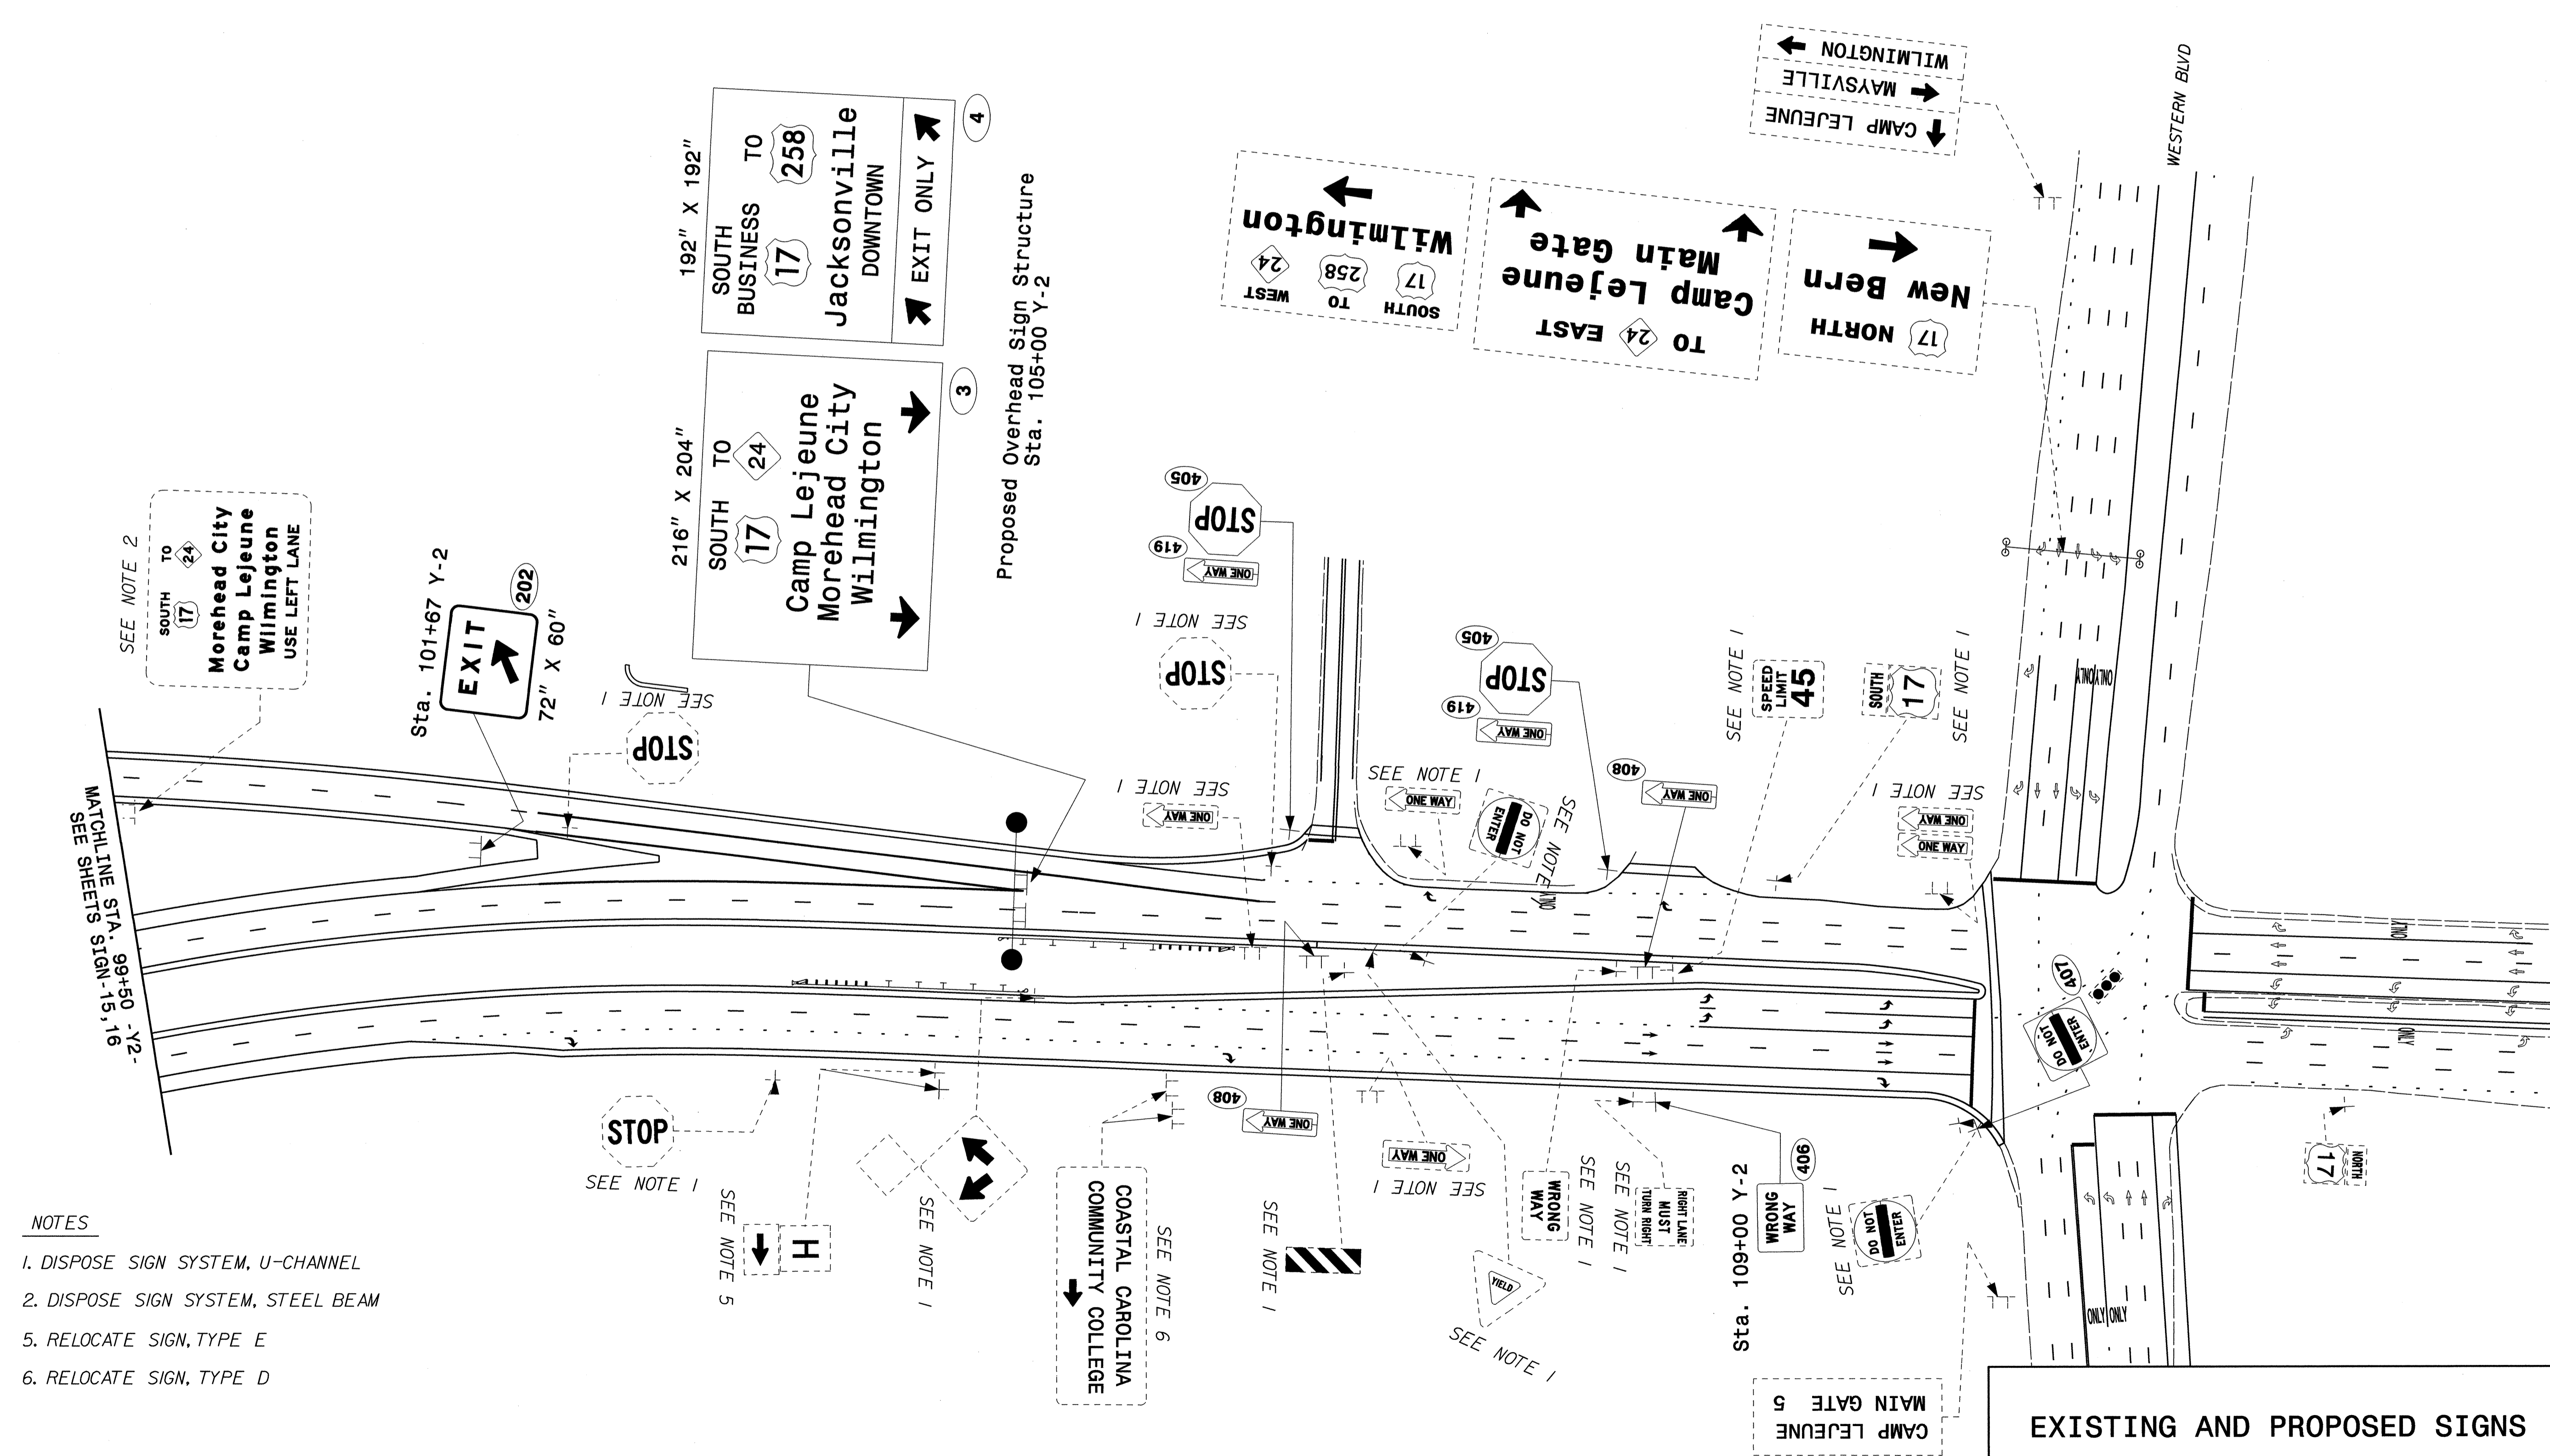 WILMINGTON
MAYSVILLE
CAMP LEJEUNE
WESTERN BLVD
192" X 192"
SOUTH
BUSINESS TO
17 258
Jacksonville
DOWNTOWN
EXIT ONLY
4
216" X 204"
SOUTH TO
17 24
Camp Lejeune
Morehead City
Wilmington
3
Proposed Overhead Sign Structure
Sta. 105+00 Y-2
SOUTH TO WEST
17 258 24
Wilmington
TO 24 EAST
Camp Lejeune
Main Gate
17 NORTH
New Bern
SEE NOTE 2
SOUTH TO
17 24
Morehead City
Camp Lejeune
Wilmington
USE LEFT LANE
Sta. 101+67 Y-2
EXIT
202
72" X 60"
SEE NOTE 1
STOP
405
STOP
419
ONE WAY
SEE NOTE 1
STOP
SEE NOTE 1
ONE WAY
405
STOP
419
ONE WAY
SEE NOTE 1
ONE WAY
DO NOT
ENTER
SEE NOTE 1
408
ONE WAY
SEE NOTE 1
SPEED
LIMIT
45
SOUTH
17
SEE NOTE 1
SEE NOTE 1
ONE WAY
ONE WAY
ONLY
ONLY
ONLY
ONLY
ONLY
MATCHLINE STA. 99+50 -Y2-
SEE SHEETS SIGN-15,16
407
DO NOT
ENTER
17
NORTH
STOP
SEE NOTE 1
SEE NOTE 5
H
SEE NOTE 1
COASTAL CAROLINA
COMMUNITY COLLEGE
SEE NOTE 6
408
ONE WAY
SEE NOTE 1
ONE WAY
SEE NOTE 1
YIELD
SEE NOTE 1
WRONG
WAY
SEE NOTE 1
SEE NOTE 1
RIGHT LANE
MUST
TURN RIGHT
406
WRONG
WAY
Sta. 109+00 Y-2
SEE NOTE 1
DO NOT
ENTER
ONLY ONLY
CAMP LEJEUNE
MAIN GATE 5
NOTES
1. DISPOSE SIGN SYSTEM, U-CHANNEL
2. DISPOSE SIGN SYSTEM, STEEL BEAM
5. RELOCATE SIGN, TYPE E
6. RELOCATE SIGN, TYPE D
EXISTING AND PROPOSED SIGNS